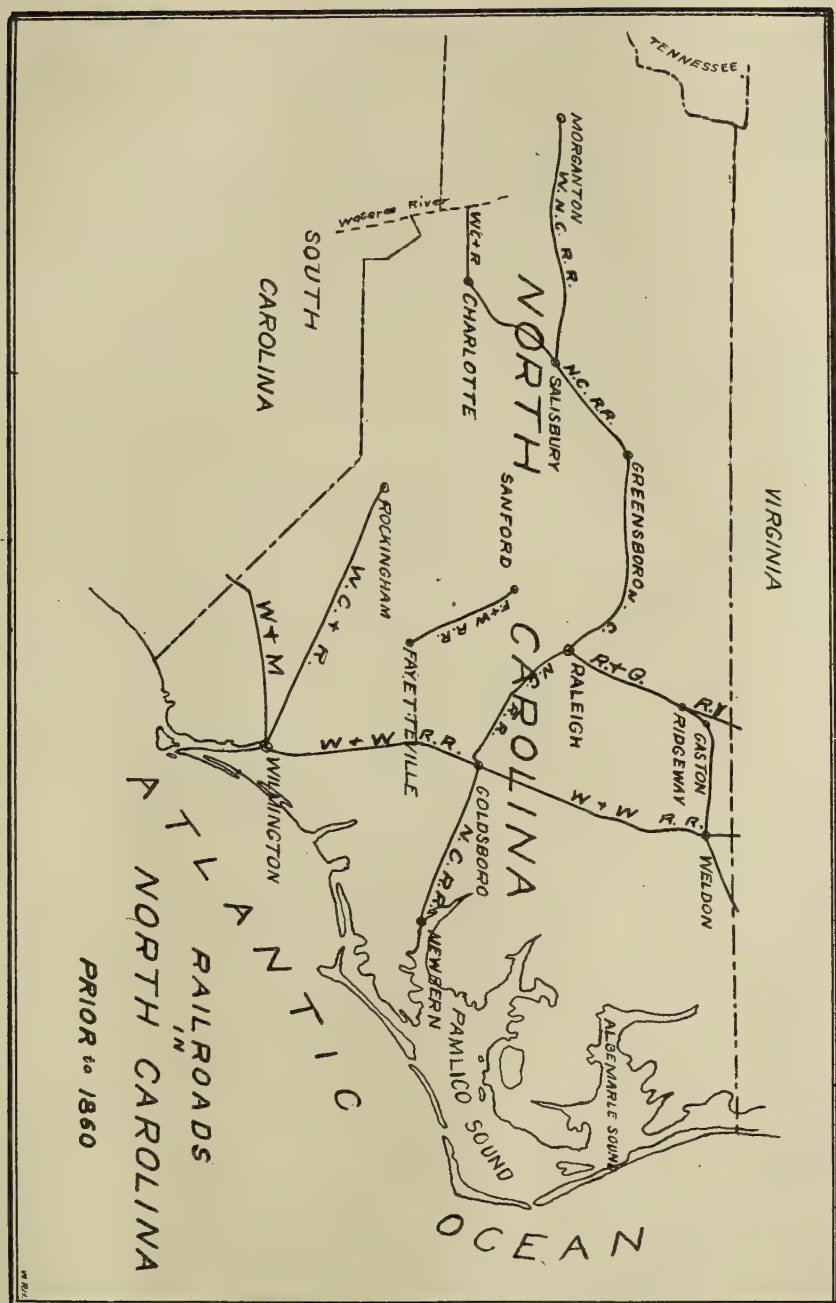 TENNESSEE
VIRGINIA
MORGANTON
W. N. C. R. R.
NORTH
CAROLINA
SALISBURY
N. C. R.R.
GREENSBORO
N. C.
R. + G.
RALEIGH
RIDGEWAY
GASTON
R. R. R.
WELDON
Wateree River
SOUTH
CAROLINA
W C + R
CHARLOTTE
SANFORD
F. + W. R. R.
FAYETTEVILLE
N. C. R. R.
W + W R. R.
GOLDSBORO
W + W R. R.
N. C. R. R.
NEWBERN
ROCKINGHAM
W. C. + R.
W + M
WILMINGTON
ALBEMARLE SOUND
PAMLICO SOUND
ATLANTIC
OCEAN
RAILROADS
IN
NORTH CAROLINA
PRIOR to 1860